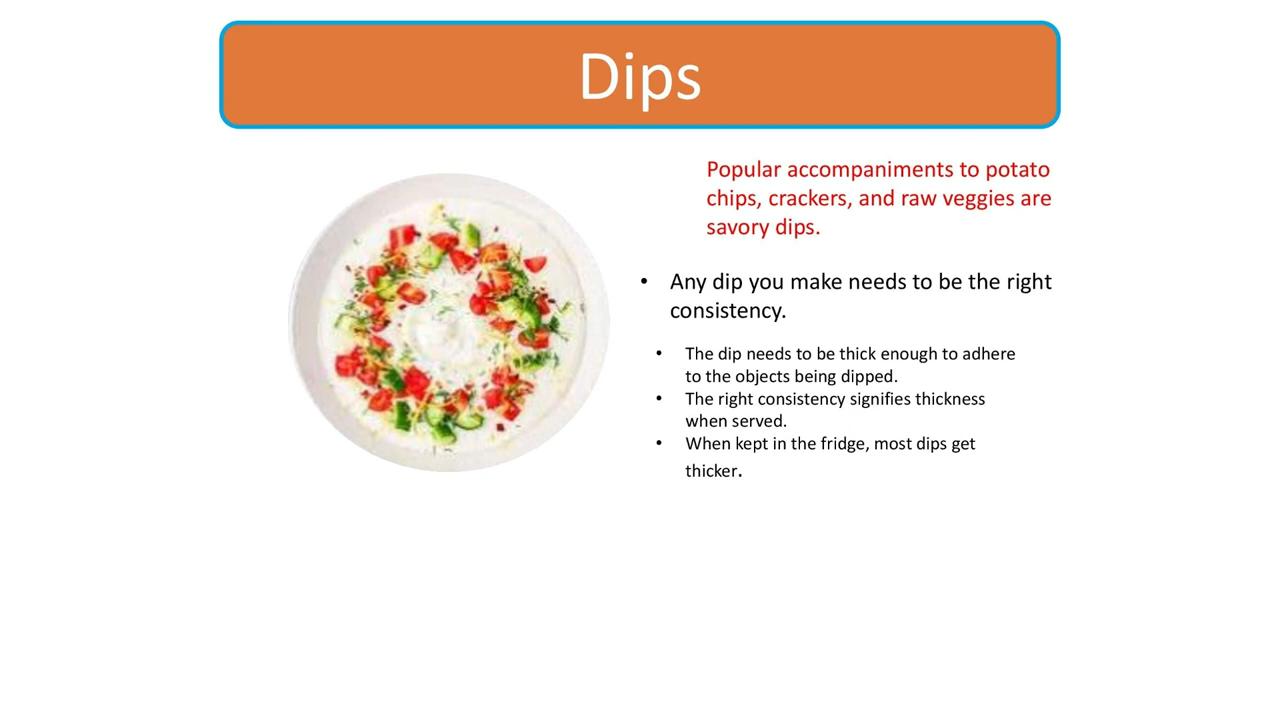 Dips
Popular accompaniments to potato
chips, crackers, and raw veggies are
savory dips.
• Any dip you make needs to be the right
consistency.
• The dip needs to be thick enough to adhere
to the objects being dipped.
• The right consistency signifies thickness
when served.
• When kept in the fridge, most dips get
thicker.